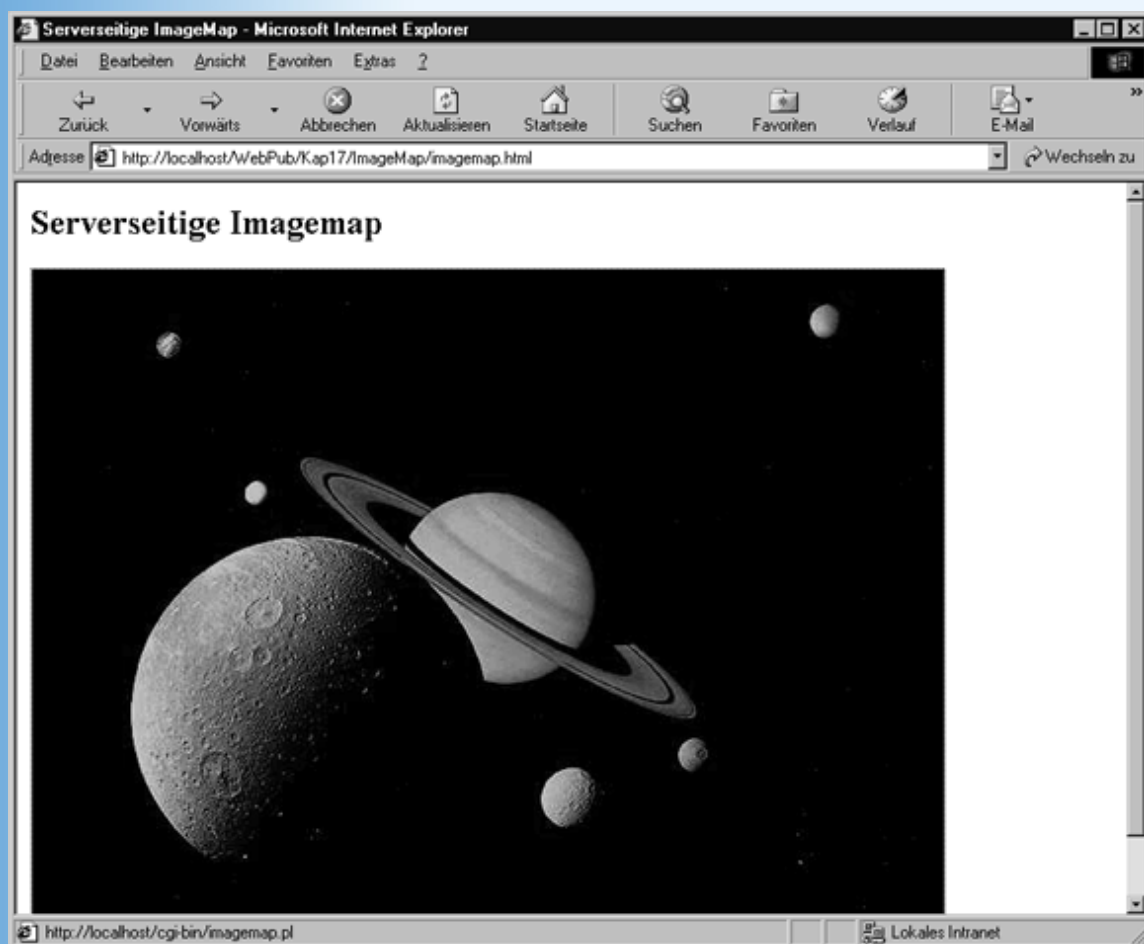 Serverseitige ImageMap - Microsoft Internet Explorer
Datei Bearbeiten Ansicht Favoriten Extras ?
Zurück Vorwärts Abbrechen Aktualisieren Startseite Suchen Favoriten Verlauf E-Mail »
Adresse http://localhost/WebPub/Kap17/ImageMap/imagemap.html Wechseln zu
Serverseitige Imagemap
http://localhost/cgi-bin/imagemap.pl Lokales Intranet